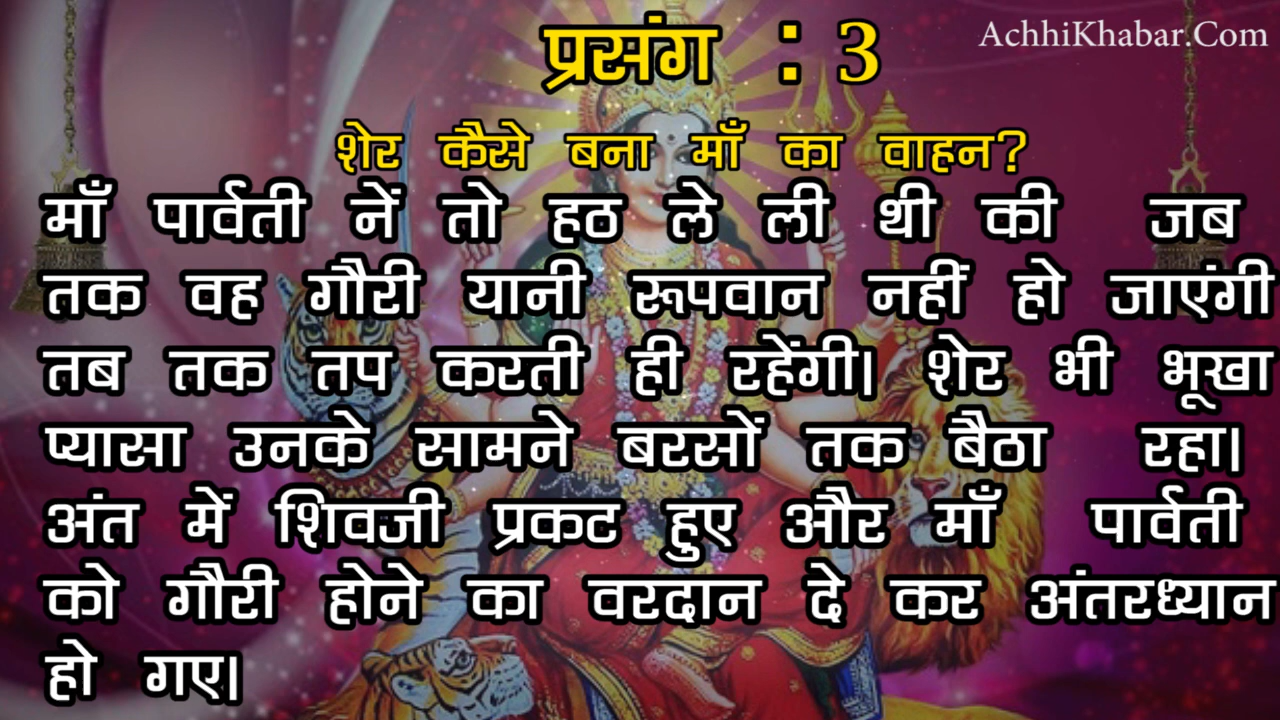 AchhiKhabar.Com
प्रसंग : 3
शेर कैसे बना माँ का वाहन?
माँ पार्वती नें तो हठ ले ली थी की जब
तक वह गौरी यानी रूपवान नहीं हो जाएंगी
तब तक तप करती ही रहेंगी। शेर भी भूखा
प्यासा उनके सामने बरसों तक बैठा रहा।
अंत में शिवजी प्रकट हुए और माँ पार्वती
को गौरी होने का वरदान दे कर अंतरध्यान
हो गए।